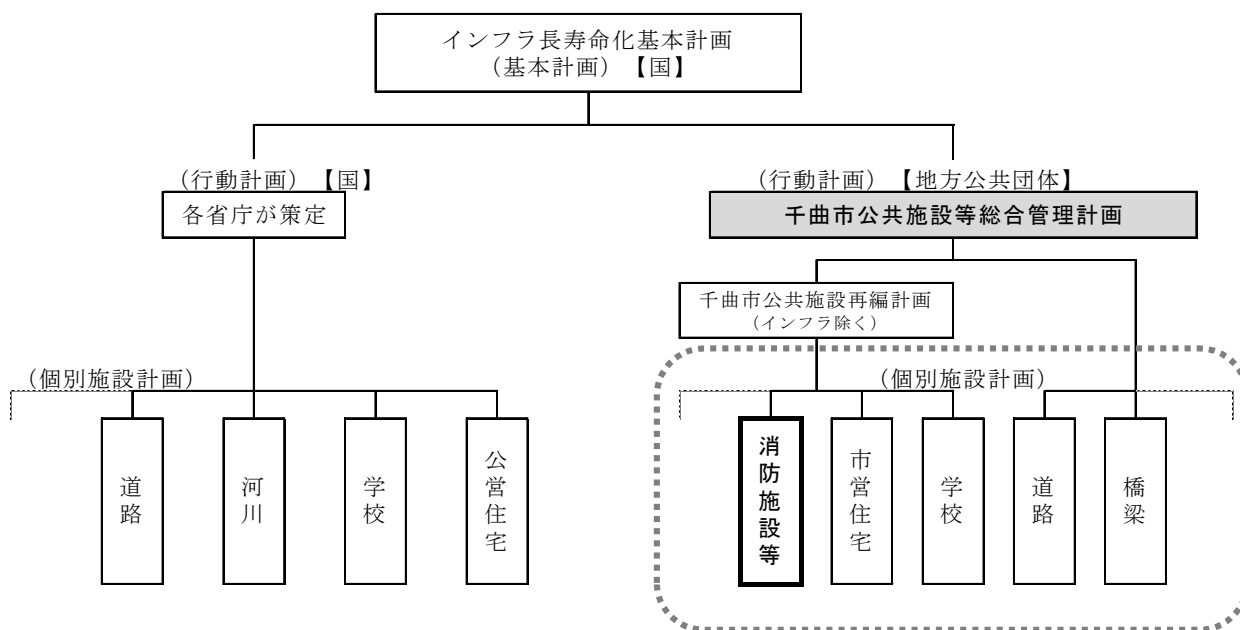 インフラ長寿命化基本計画
（基本計画）【国】
（行動計画）【国】
各省庁が策定
（行動計画）【地方公共団体】
千曲市公共施設等総合管理計画
千曲市公共施設再編計画
（インフラ除く）
（個別施設計画）
道路
河川
学校
公営住宅
（個別施設計画）
消防施設等
市営住宅
学校
道路
橋梁